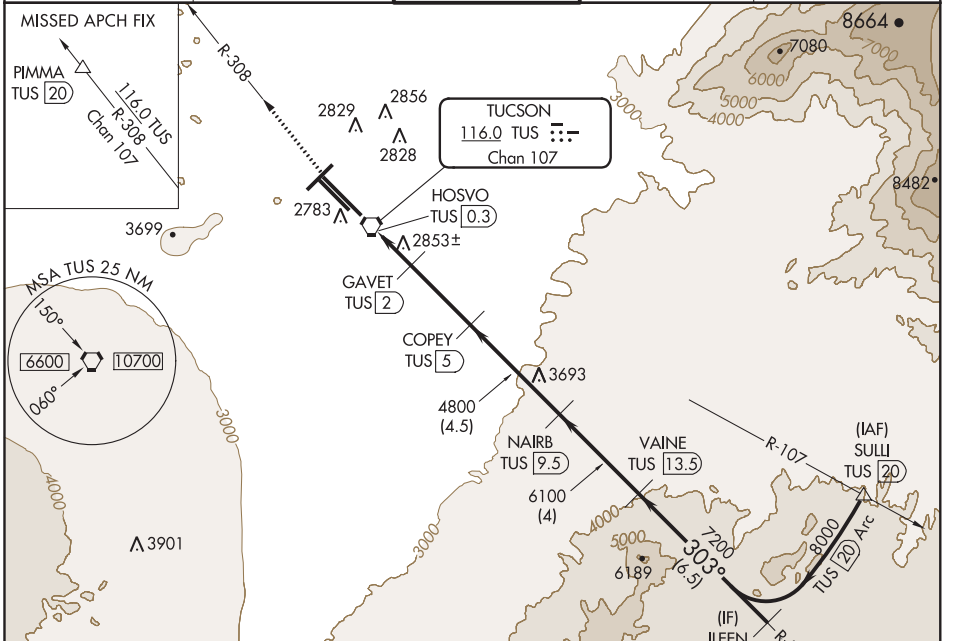 MISSED APCH FIX
PIMMA
TUS 20
116.0 TUS
R-308
Chan 107
R-308
2829
2856
2828
TUCSON
116.0 TUS
Chan 107
8664
7080
7000
6000
5000
4000
3000
8482
2783
HOSVO
TUS 0.3
2853±
3699
GAVET
TUS 2
MSA TUS 25 NM
150°
6600
10700
060°
COPEY
TUS 5
3693
4800
(4.5)
3000
NAIRB
TUS 9.5
VAINE
TUS 13.5
R-107
(IAF)
SULLI
TUS 20
6100
(4)
4000
3901
3000
4000
5000
6189
7200
303°
(6.5)
8000
TUS 20 Arc
(IF)